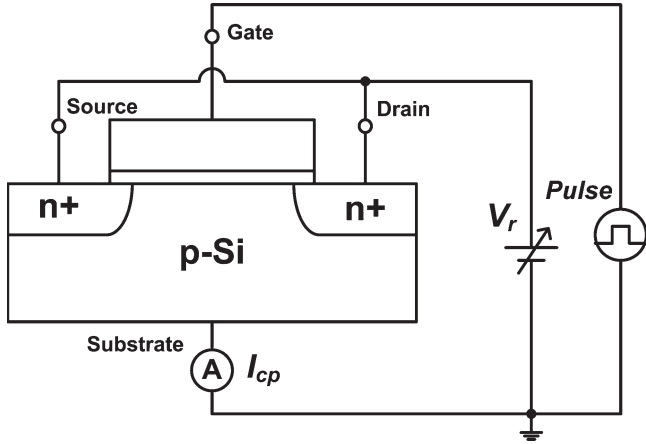 Gate
Source
Drain
n+
n+
Pulse
V_r
p-Si
Substrate
A
I_cp